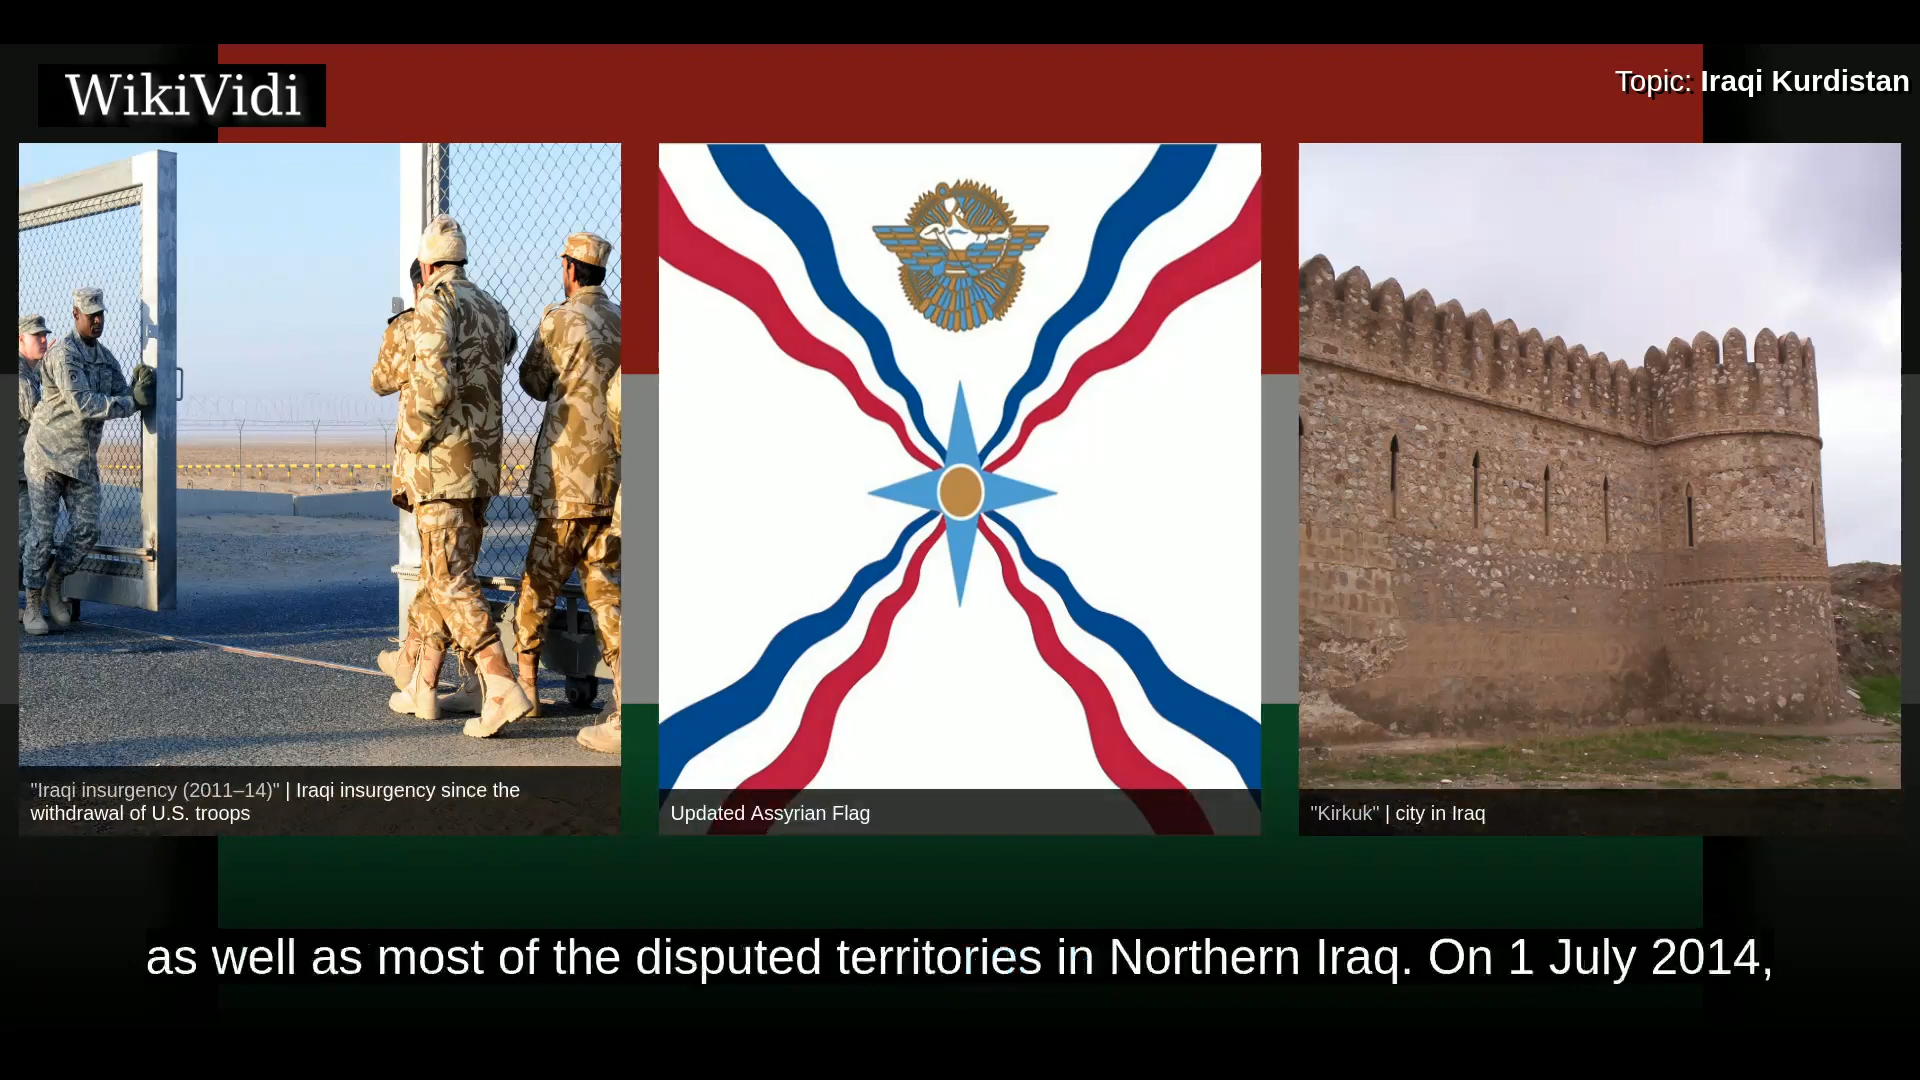 WikiVidi
Topic: Iraqi Kurdistan
"Iraqi insurgency (2011–14)" | Iraqi insurgency since the
withdrawal of U.S. troops
Updated Assyrian Flag
"Kirkuk" | city in Iraq
as well as most of the disputed territories in Northern Iraq. On 1 July 2014,